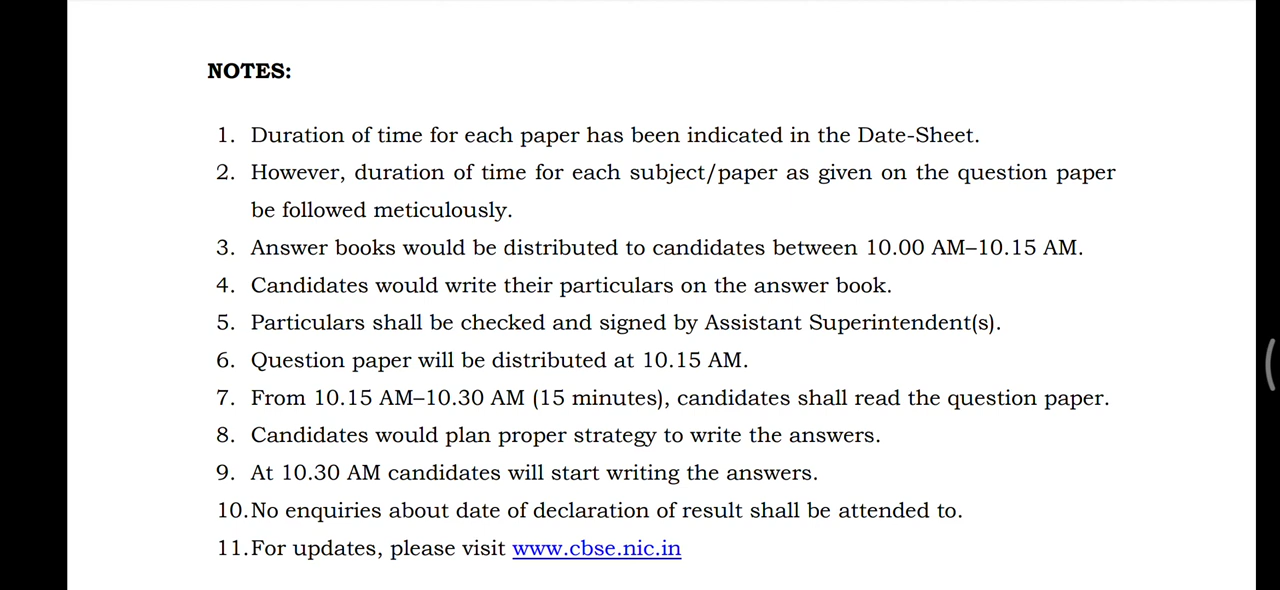 NOTES:
1. Duration of time for each paper has been indicated in the Date-Sheet.
2. However, duration of time for each subject/paper as given on the question paper
be followed meticulously.
3. Answer books would be distributed to candidates between 10.00 AM–10.15 AM.
4. Candidates would write their particulars on the answer book.
5. Particulars shall be checked and signed by Assistant Superintendent(s).
6. Question paper will be distributed at 10.15 AM.
7. From 10.15 AM–10.30 AM (15 minutes), candidates shall read the question paper.
8. Candidates would plan proper strategy to write the answers.
9. At 10.30 AM candidates will start writing the answers.
10.No enquiries about date of declaration of result shall be attended to.
11.For updates, please visit www.cbse.nic.in